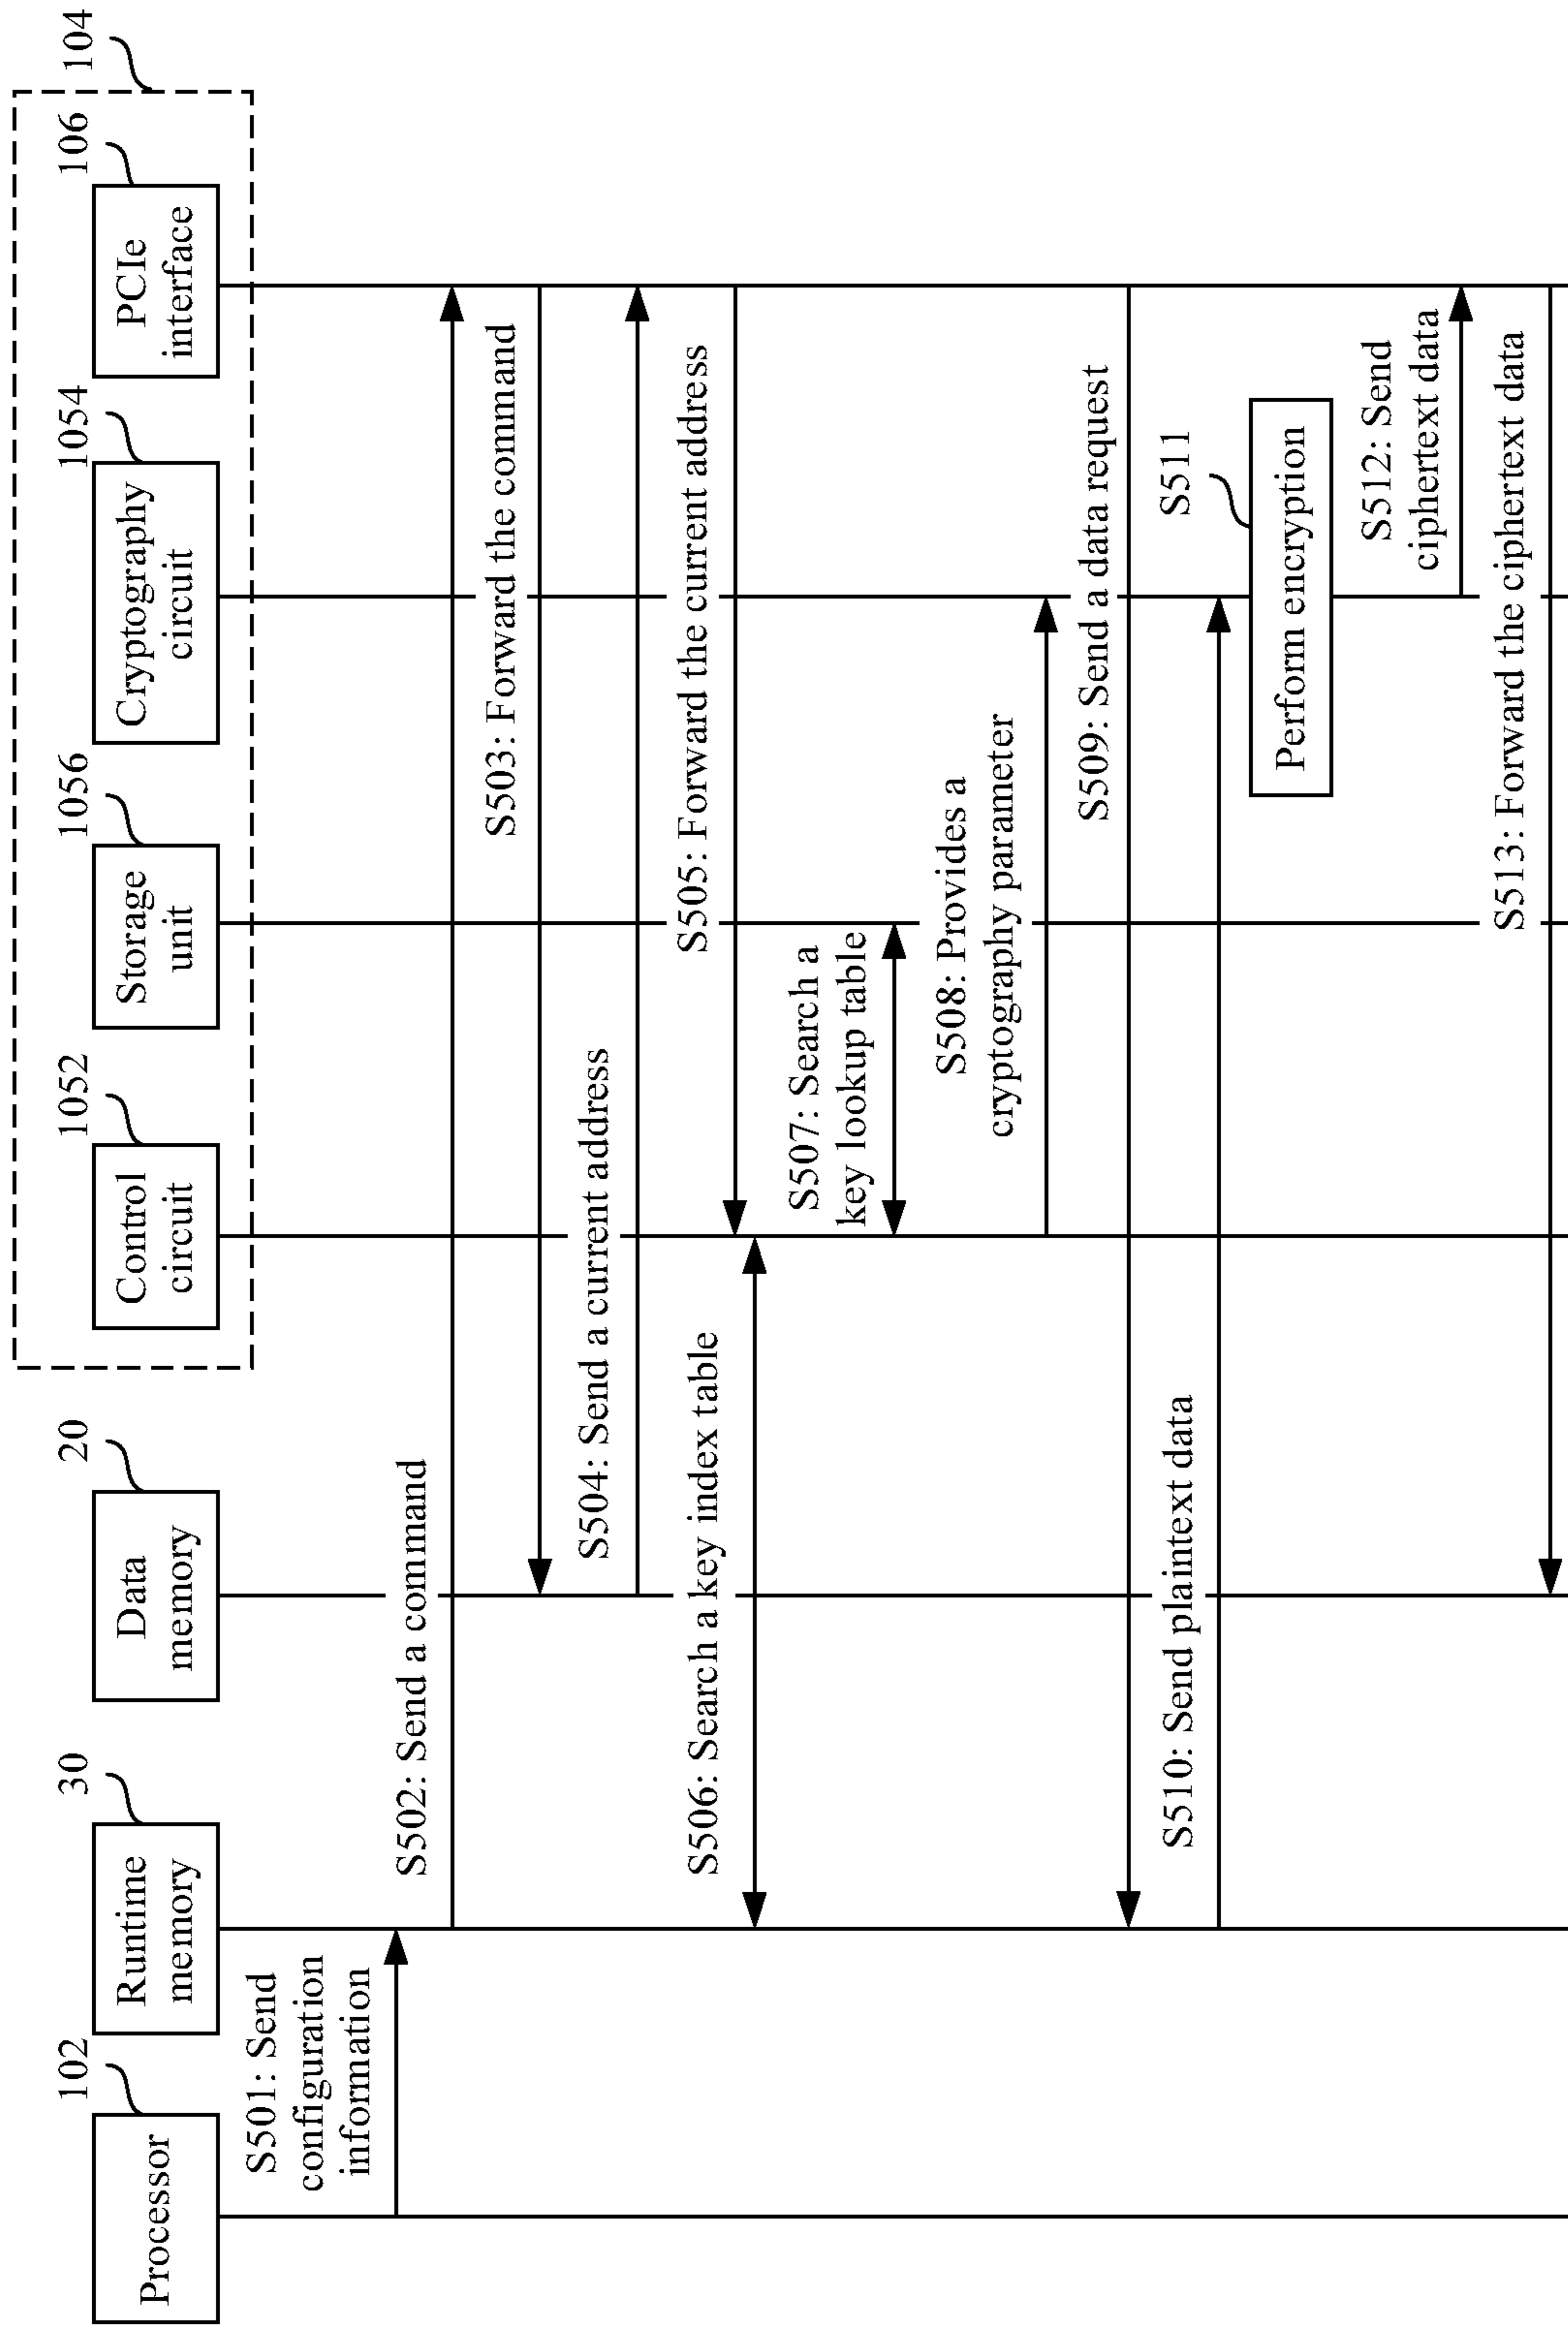 104
102
30
20
1052
1056
1054
106
Processor
Runtime
memory
Data
memory
Control
circuit
Storage
unit
Cryptography
circuit
PCIe
interface
S501: Send
configuration
information
S502: Send a command
S503: Forward the command
S504: Send a current address
S505: Forward the current address
S506: Search a key index table
S507: Search a
key lookup table
S508: Provides a
cryptography parameter
S509: Send a data request
S510: Send plaintext data
S511
Perform encryption
S512: Send
ciphertext data
S513: Forward the ciphertext data